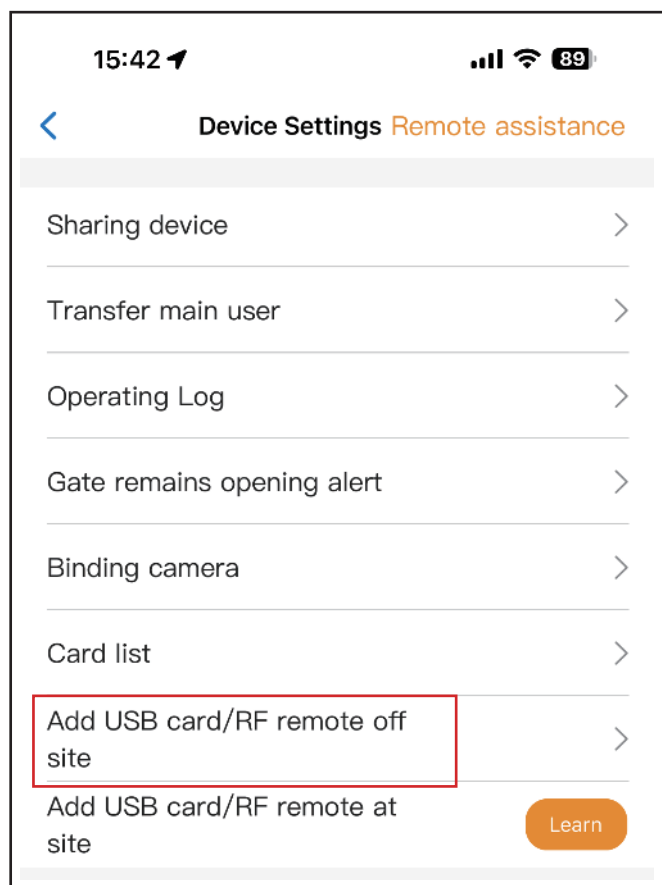 15:42 89
Device Settings Remote assistance
Sharing device
Transfer main user
Operating Log
Gate remains opening alert
Binding camera
Card list
Add USB card/RF remote off
site
Add USB card/RF remote at
site
Learn